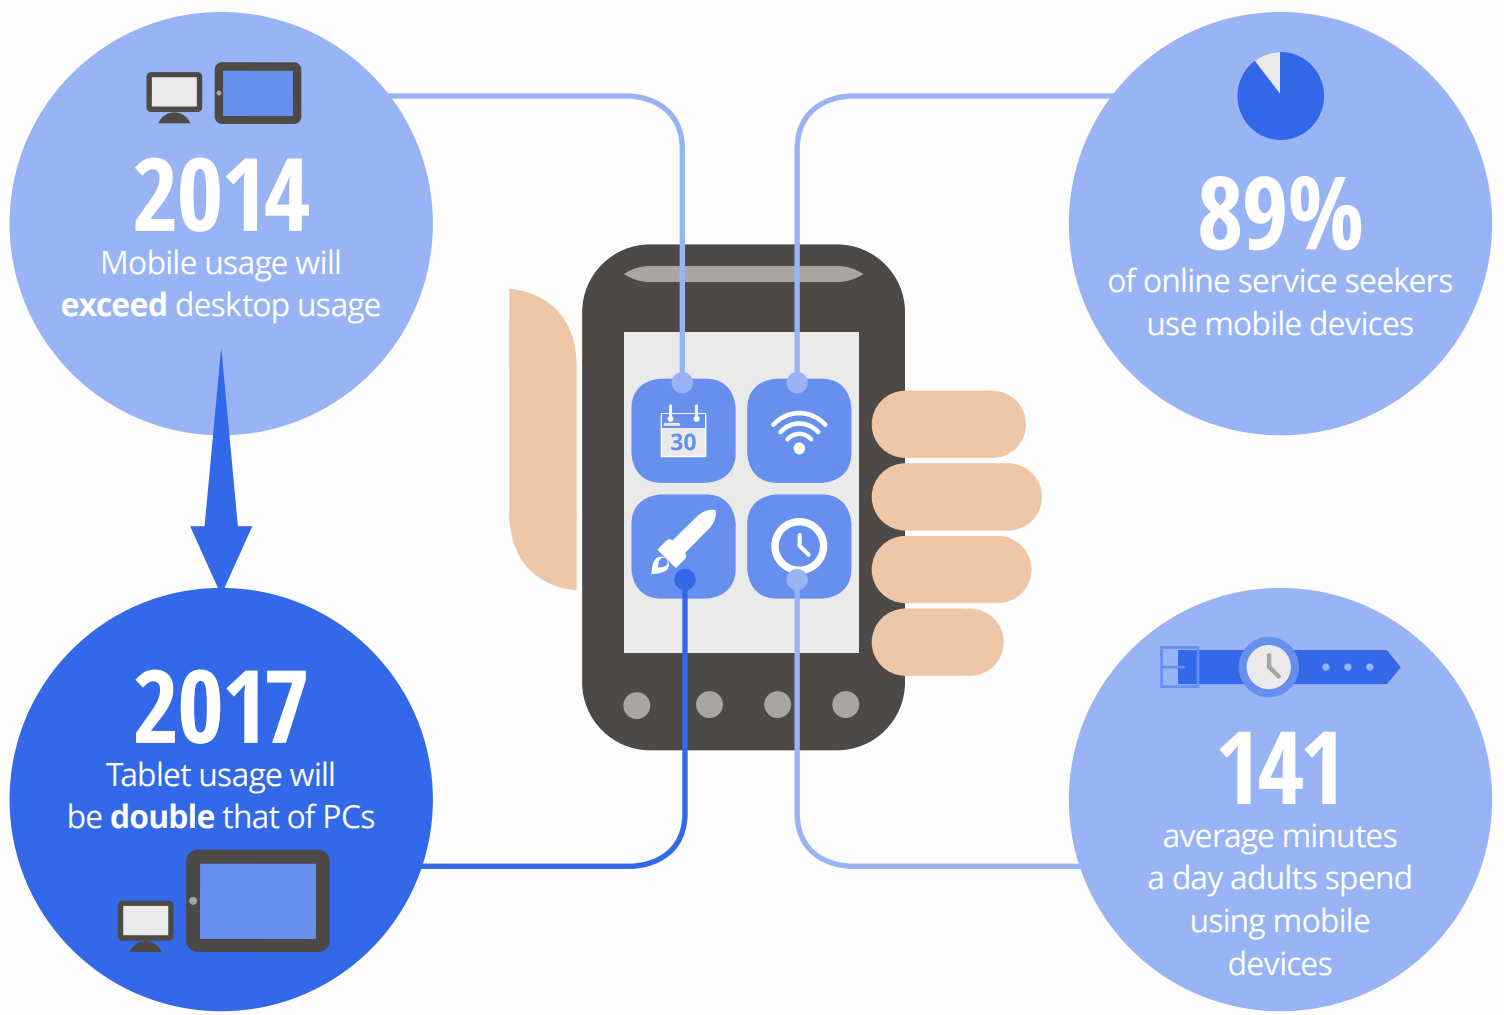 2014
Mobile usage will
exceed desktop usage
89%
of online service seekers
use mobile devices
30
2017
Tablet usage will
be double that of PCs
141
average minutes
a day adults spend
using mobile
devices